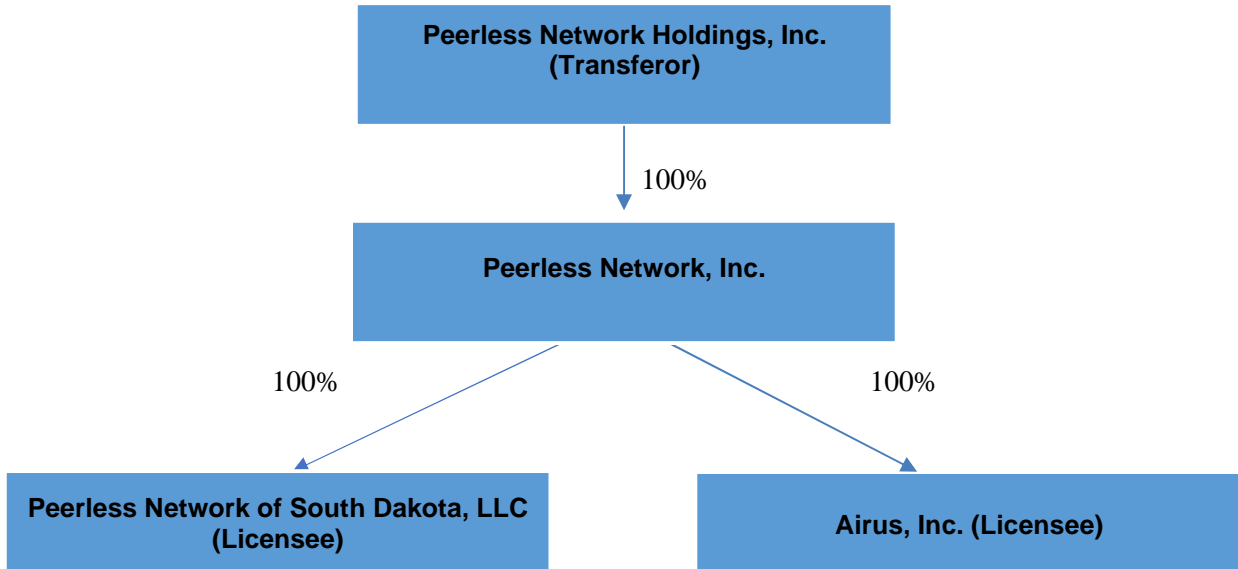 Peerless Network Holdings, Inc.
(Transferor)
100%
Peerless Network, Inc.
100%
100%
Peerless Network of South Dakota, LLC
(Licensee)
Airus, Inc. (Licensee)